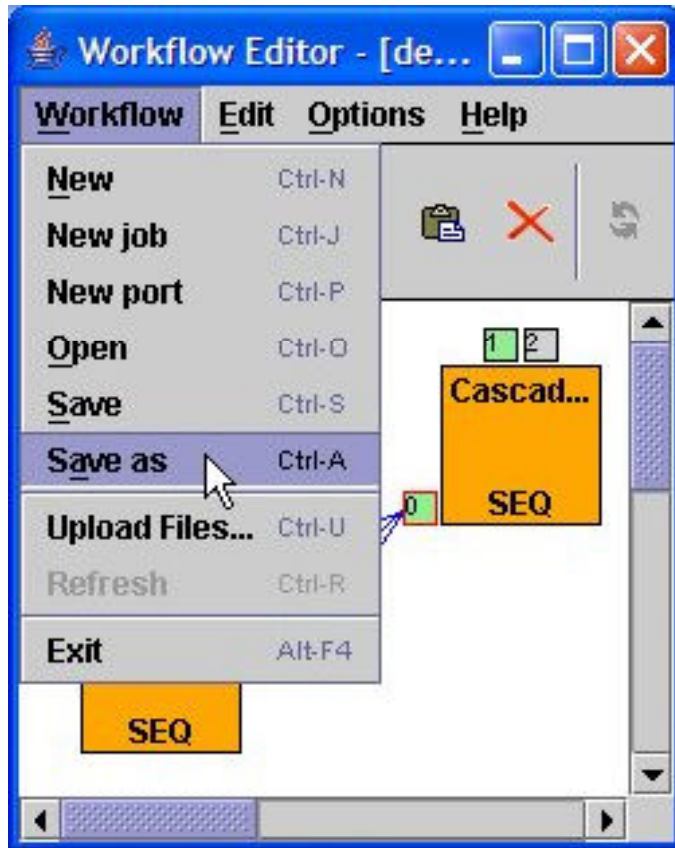 Workflow Editor - [de...
Workflow Edit Options Help
New Ctrl-N
New job Ctrl-J
New port Ctrl-P
Open Ctrl-O
Save Ctrl-S
Save as Ctrl-A
Upload Files... Ctrl-U
Refresh Ctrl-R
Exit Alt-F4
1 2
Cascad...
0 SEQ
SEQ